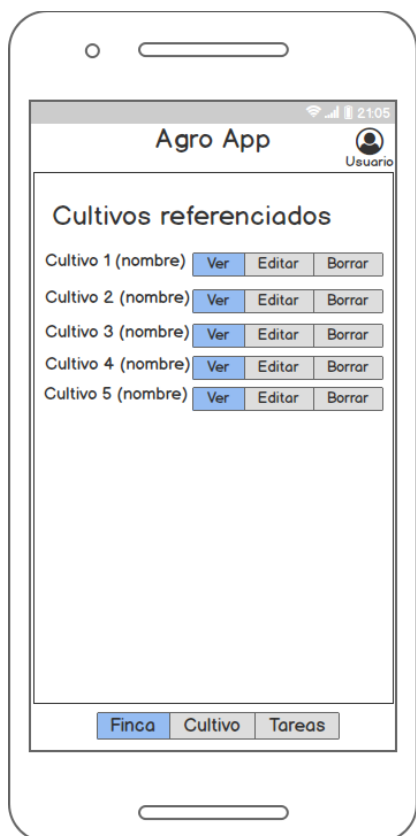 21:05
Agro App
Usuario
Cultivos referenciados
Cultivo 1 (nombre) Ver Editar Borrar
Cultivo 2 (nombre) Ver Editar Borrar
Cultivo 3 (nombre) Ver Editar Borrar
Cultivo 4 (nombre) Ver Editar Borrar
Cultivo 5 (nombre) Ver Editar Borrar
Finca Cultivo Tareas